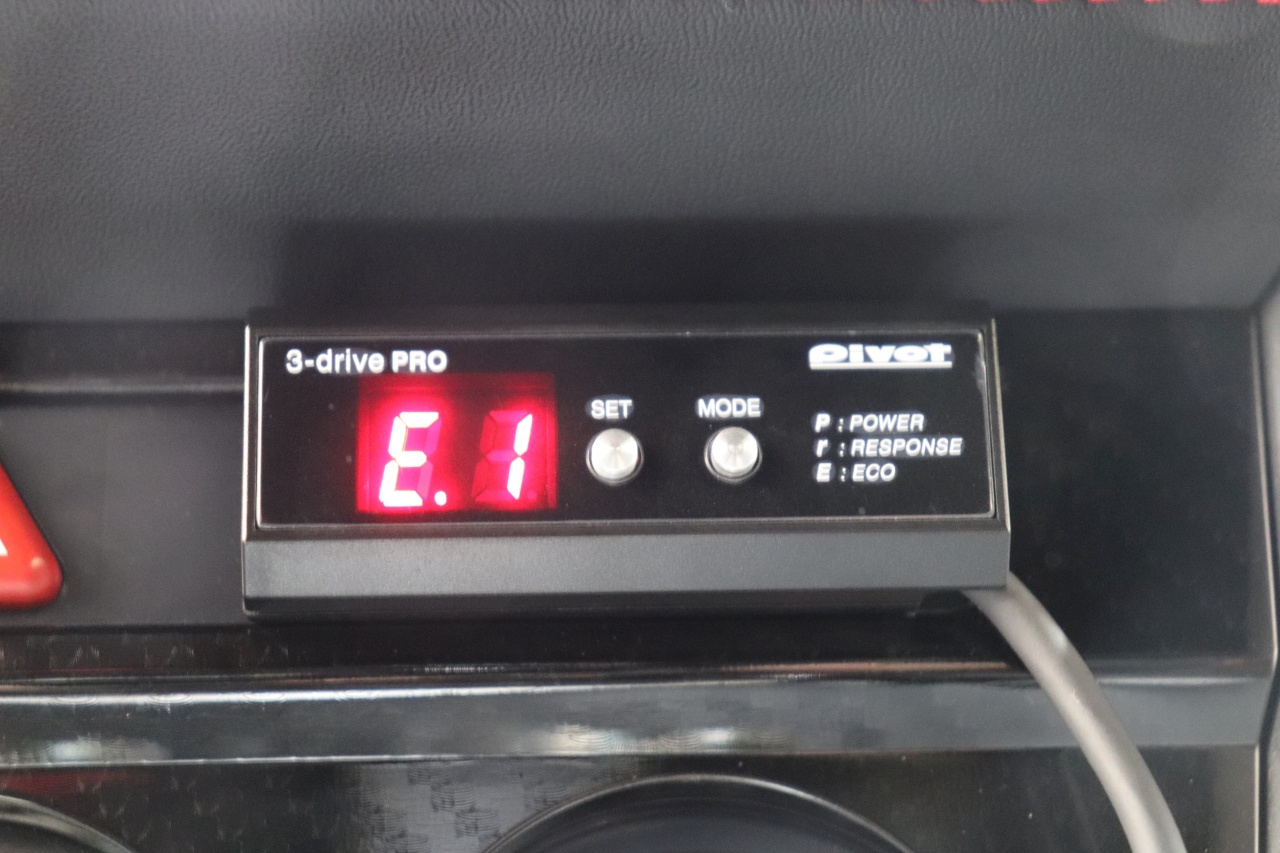 3-drive PRO
Pivot
E.1
SET
MODE
P : POWER
r : RESPONSE
E : ECO